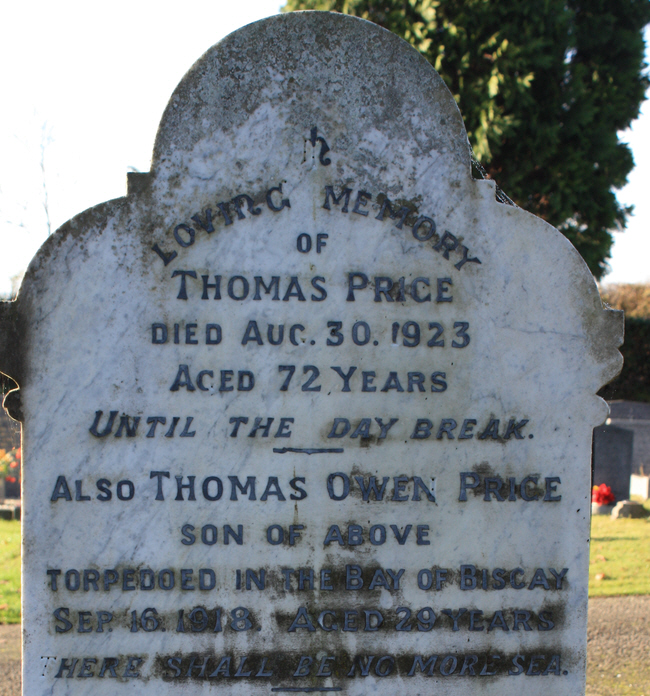 In
LOVING MEMORY
OF
THOMAS PRICE
DIED AUG. 30. 1923
AGED 72 YEARS
UNTIL THE DAY BREAK.
ALSO THOMAS OWEN PRICE
SON OF ABOVE
TORPEDOED IN THE BAY OF BISCAY
SEP. 16. 1918. AGED 29 YEARS
THERE SHALL BE NO MORE SEA.